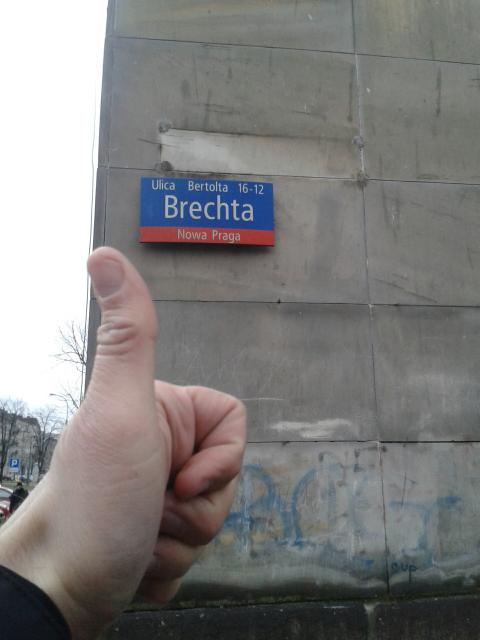 Ulica Bertolta 16-12
Brechta
Nowa Praga
P